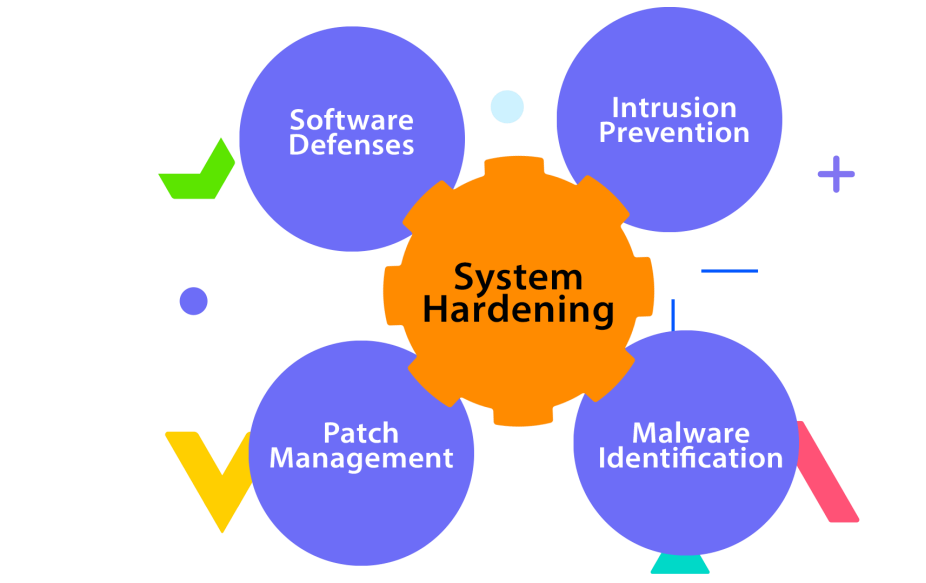 Software
Defenses
Intrusion
Prevention
System
Hardening
Patch
Management
Malware
Identification